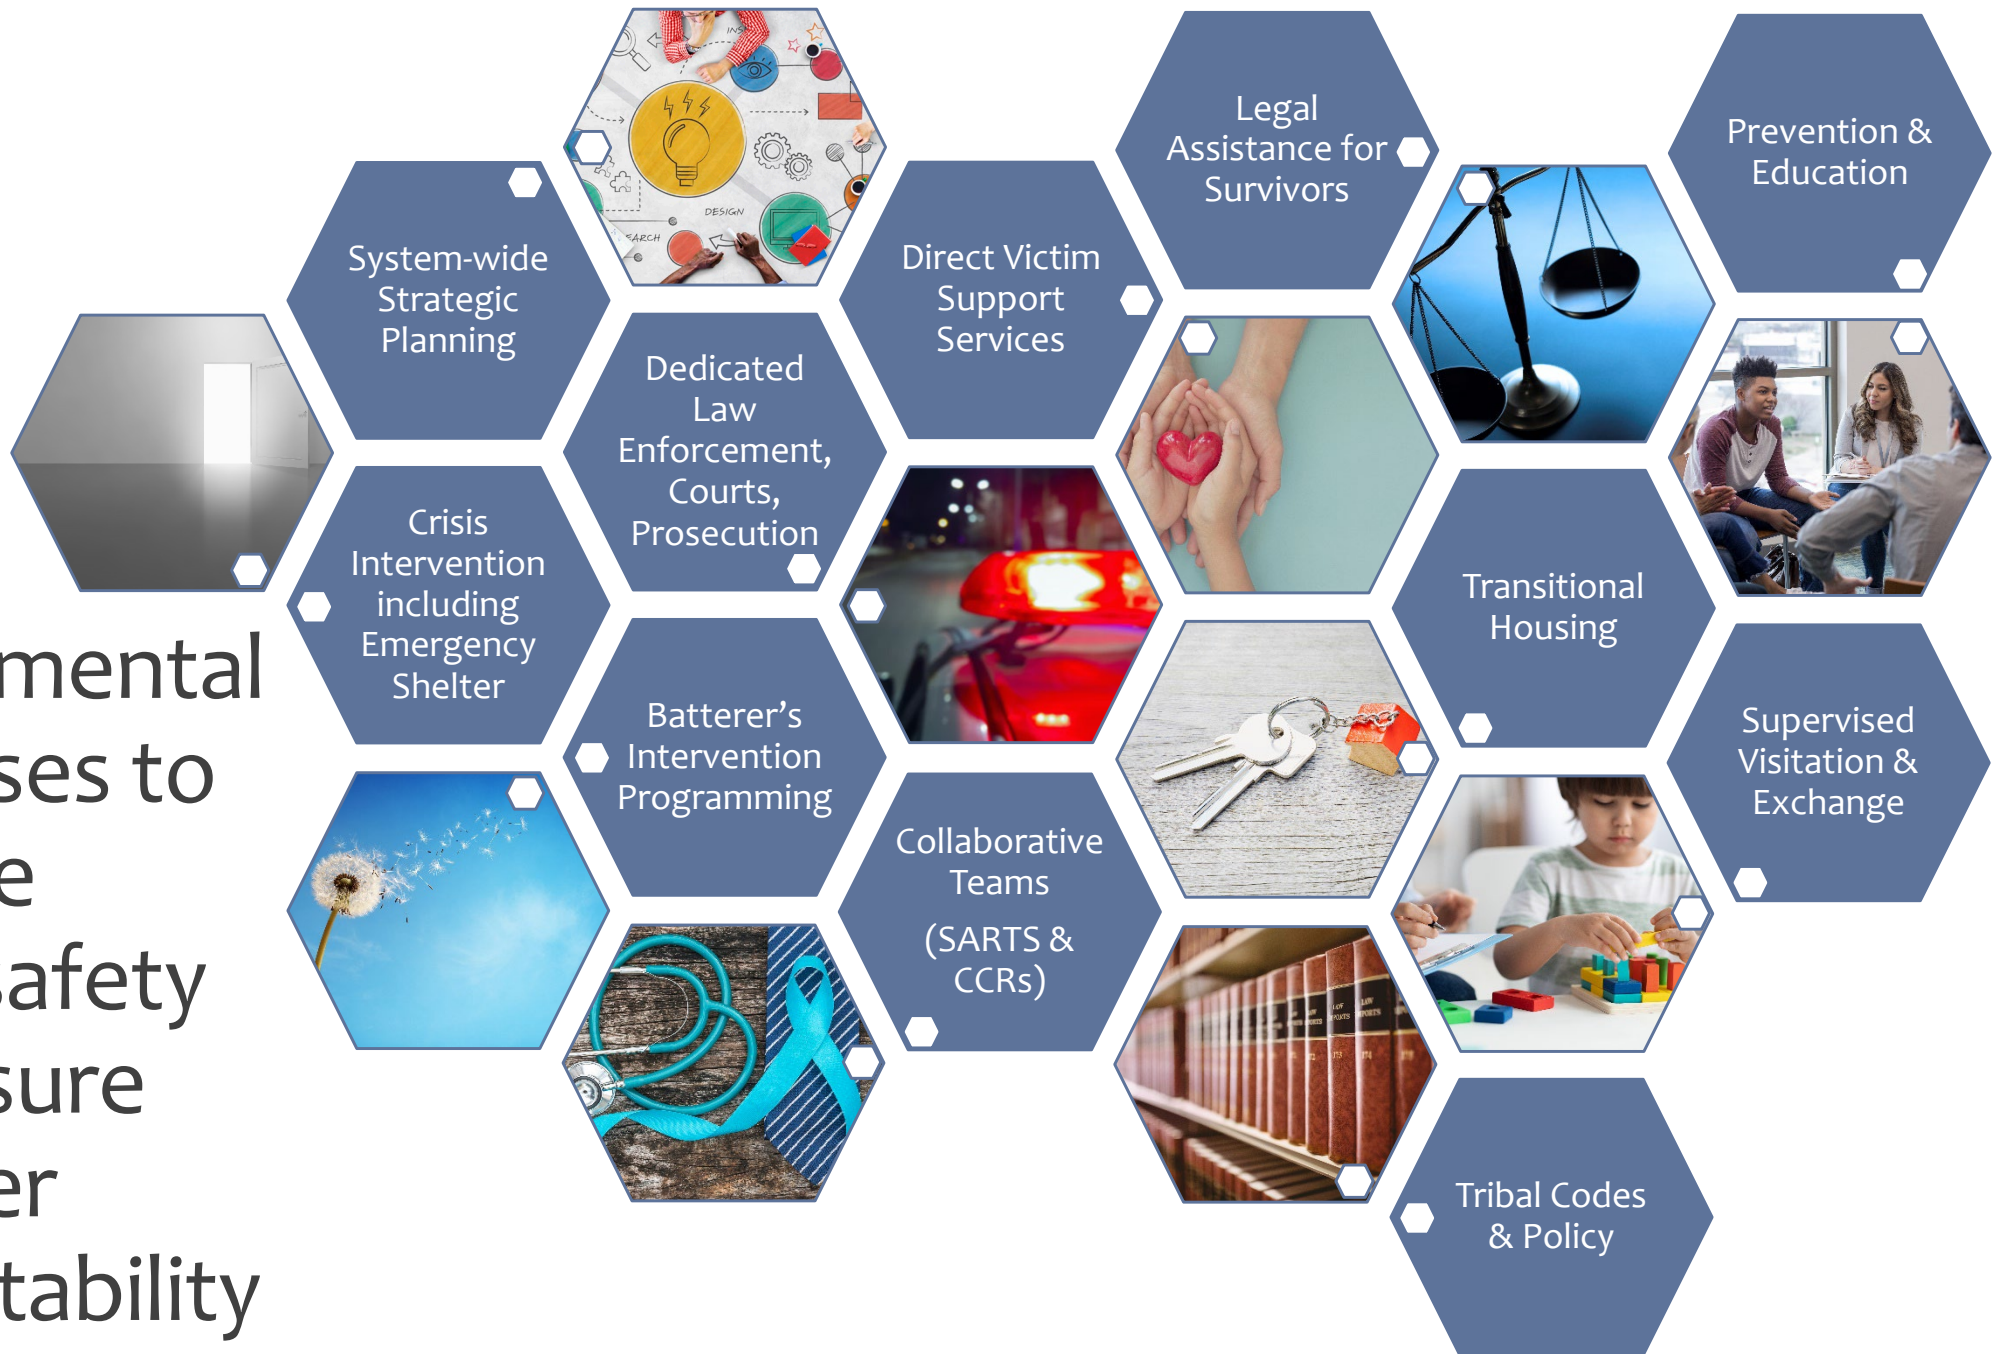 mental
ses to
e
safety
sure
er
tability
System-wide
Strategic
Planning
Crisis
Intervention
including
Emergency
Shelter
DESIGN
Dedicated
Law
Enforcement,
Courts,
Prosecution
Batterer’s
Intervention
Programming
Direct Victim
Support
Services
Collaborative
Teams
(SARTS &
CCRs)
Legal
Assistance for
Survivors
Transitional
Housing
Tribal Codes
& Policy
Prevention &
Education
Supervised
Visitation &
Exchange